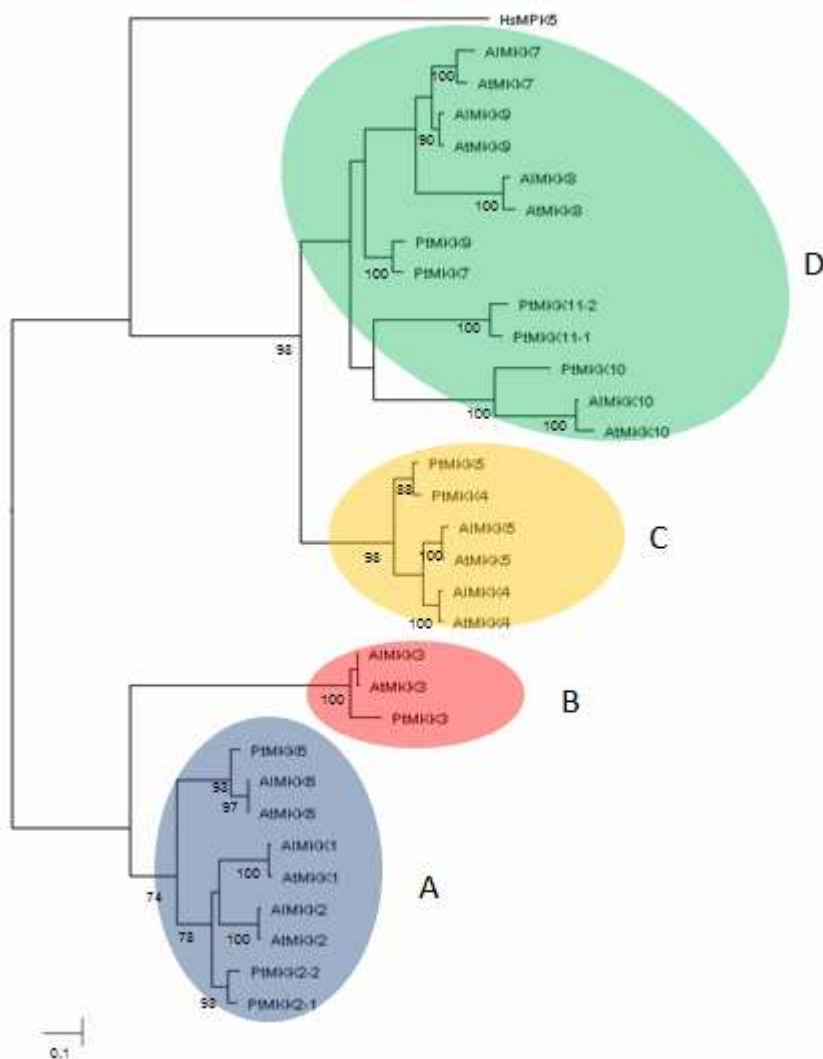 HsMPK5
AlMKK7
100
AtMKK7
AlMKK9
90
AtMKK9
AlMKK8
100
AtMKK8
PtMKK9
100
PtMKK7
D
PtMKK11-2
100
PtMKK11-1
98
PtMKK10
AlMKK10
100
100
AtMKK10
PtMKK5
88
PtMKK4
AlMKK5
C
98
100
AtMKK5
AlMKK4
100
AtMKK4
AlMKK3
AtMKK3
100
B
PtMKK3
PtMKK6
AlMKK6
93
97
AtMKK6
AlMKK1
100
AtMKK1
A
74
AlMKK2
78
100
AtMKK2
PtMKK2-2
98
PtMKK2-1
0.1